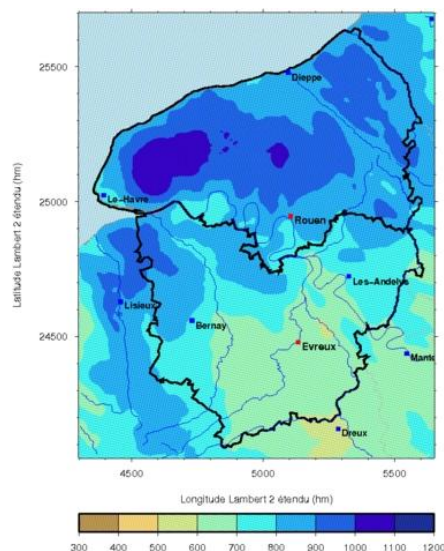 25500
Dieppe
Latitude Lambert 2 étendu (hm)
25000
Le-Havre
Rouen
Les-Andelys
Lisieux
Bernay
24500
Evreux
Mante
Dreux
4500 5000 5500
Longitude Lambert 2 étendu (hm)
300 400 500 600 700 800 900 1000 1100 1200